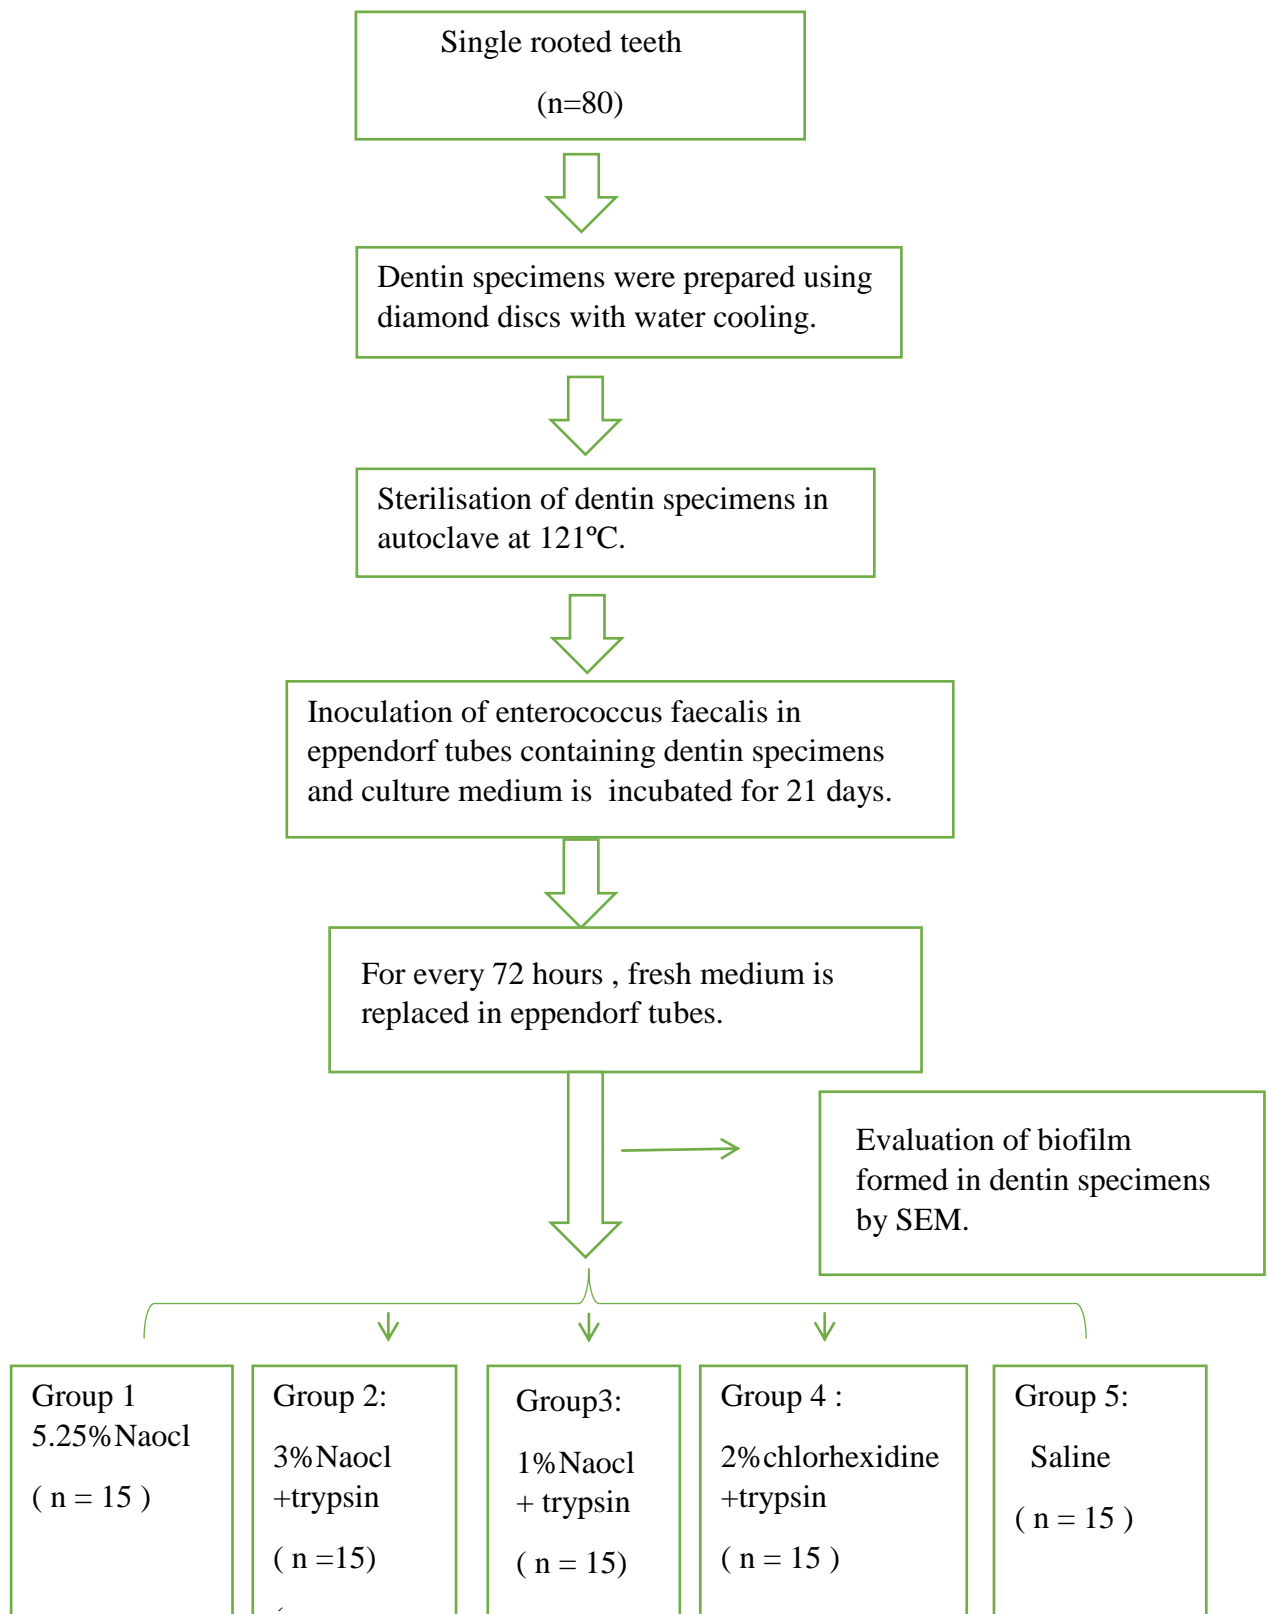 Single rooted teeth
(n=80)
Dentin specimens were prepared using
diamond discs with water cooling.
Sterilisation of dentin specimens in
autoclave at 121ºC.
Inoculation of enterococcus faecalis in
eppendorf tubes containing dentin specimens
and culture medium is  incubated for 21 days.
For every 72 hours , fresh medium is
replaced in eppendorf tubes.
Evaluation of biofilm
formed in dentin specimens
by SEM.
Group 1
5.25%Naocl
( n = 15 )
Group 2:
3%Naocl
+trypsin
( n =15)
Group3:
1%Naocl
+ trypsin
( n = 15)
Group 4 :
2%chlorhexidine
+trypsin
( n = 15 )
Group 5:
Saline
( n = 15 )